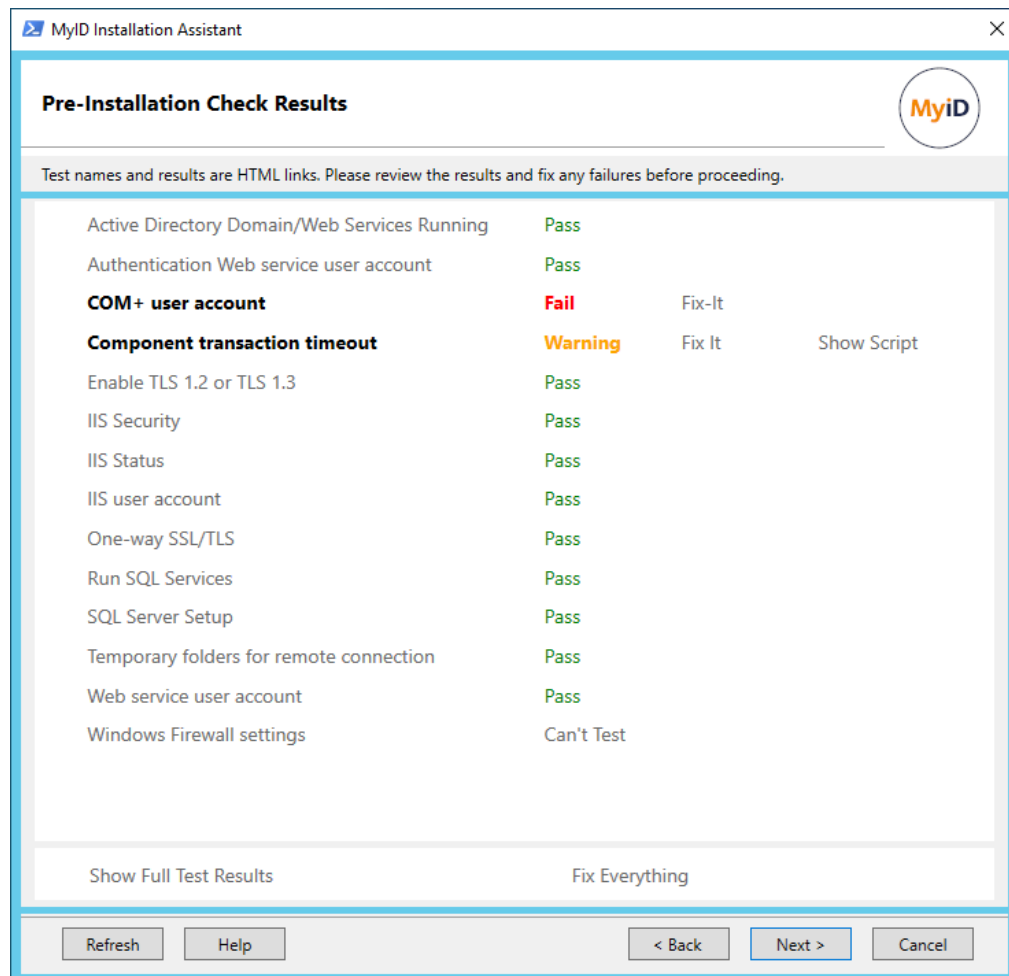 MyID Installation Assistant
Pre-Installation Check Results
MyiD
Test names and results are HTML links. Please review the results and fix any failures before proceeding.
Active Directory Domain/Web Services Running Pass
Authentication Web service user account Pass
COM+ user account Fail Fix-It
Component transaction timeout Warning Fix It Show Script
Enable TLS 1.2 or TLS 1.3 Pass
IIS Security Pass
IIS Status Pass
IIS user account Pass
One-way SSL/TLS Pass
Run SQL Services Pass
SQL Server Setup Pass
Temporary folders for remote connection Pass
Web service user account Pass
Windows Firewall settings Can't Test
Show Full Test Results Fix Everything
Refresh Help < Back Next > Cancel